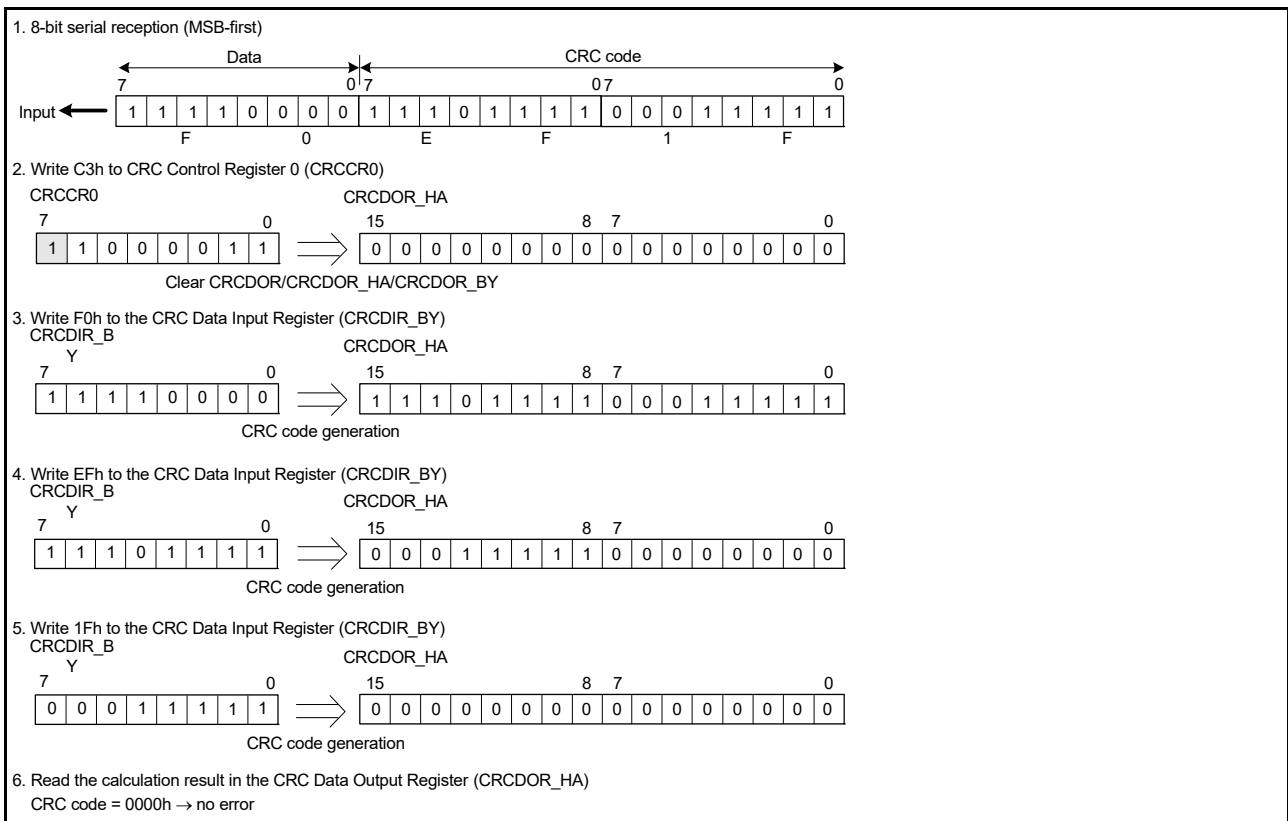 1. 8-bit serial reception (MSB-first)
Data CRC code
7 0 7 0 7 0
Input 1 1 1 1 0 0 0 0 1 1 1 0 1 1 1 1 0 0 0 1 1 1 1 1
F 0 E F 1 F
2. Write C3h to CRC Control Register 0 (CRCCR0)
CRCCR0 CRCDOR_HA
7 0 15 8 7 0
1 1 0 0 0 0 1 1 0 0 0 0 0 0 0 0 0 0 0 0 0 0 0 0
Clear CRCDOR/CRCDOR_HA/CRCDOR_BY
3. Write F0h to the CRC Data Input Register (CRCDIR_BY)
CRCDIR_B
Y CRCDOR_HA
7 0 15 8 7 0
1 1 1 1 0 0 0 0 1 1 1 0 1 1 1 1 0 0 0 1 1 1 1 1
CRC code generation
4. Write EFh to the CRC Data Input Register (CRCDIR_BY)
CRCDIR_B
Y CRCDOR_HA
7 0 15 8 7 0
1 1 1 0 1 1 1 1 0 0 0 1 1 1 1 1 0 0 0 0 0 0 0 0
CRC code generation
5. Write 1Fh to the CRC Data Input Register (CRCDIR_BY)
CRCDIR_B
Y CRCDOR_HA
7 0 15 8 7 0
0 0 0 1 1 1 1 1 0 0 0 0 0 0 0 0 0 0 0 0 0 0 0 0
CRC code generation
6. Read the calculation result in the CRC Data Output Register (CRCDOR_HA)
CRC code = 0000h → no error